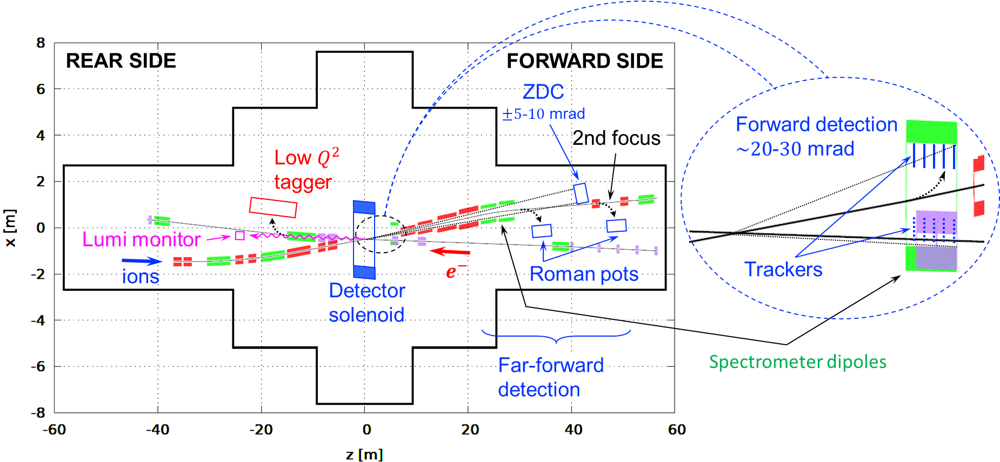 REAR SIDE
FORWARD SIDE
ZDC
±5-10 mrad
2nd focus
Low Q²
tagger
Lumi monitor
ions
Detector
solenoid
e⁻
Roman pots
Far-forward
detection
Forward detection
~20-30 mrad
Trackers
Spectrometer dipoles
x [m]
8
6
4
2
0
-2
-4
-6
-8
-60
-40
-20
0
20
40
60
z [m]